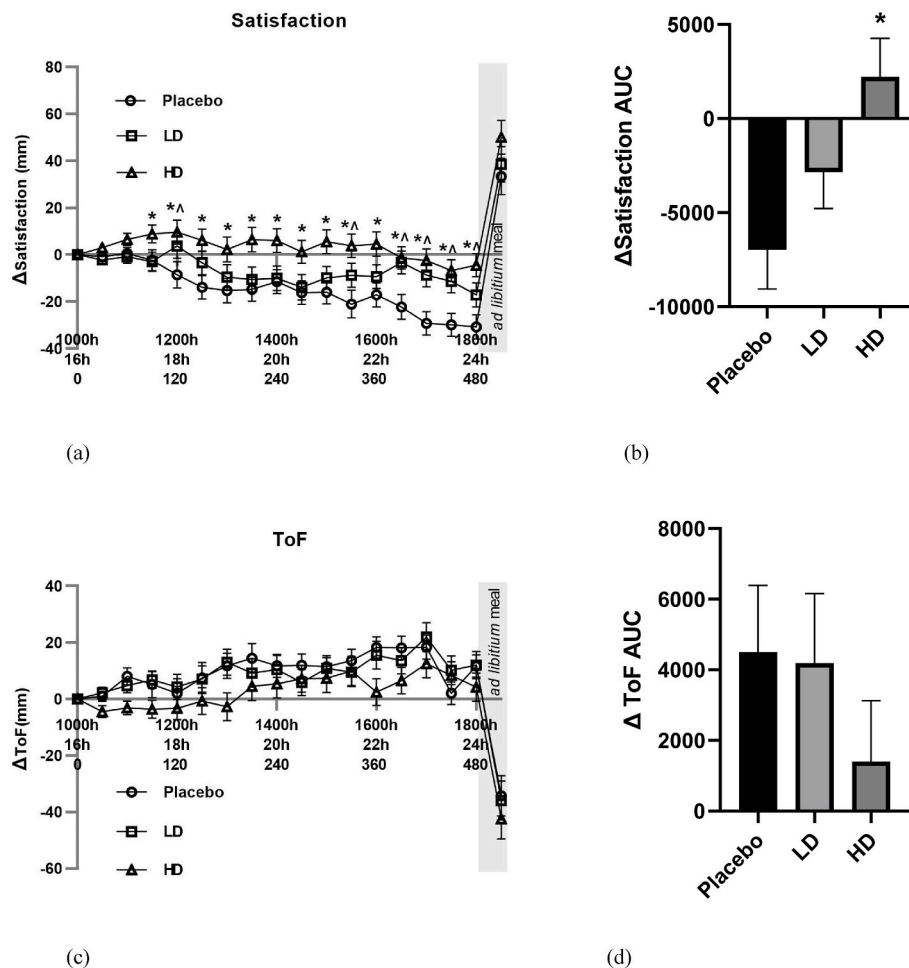 Satisfaction
ΔSatisfaction (mm)
80
60
40
20
0
-20
-40
Placebo
LD
HD
* *^ * * * * * * *^ * *^ *^ *^ *^
ad libitium meal
1000h 1200h 1400h 1600h 1800h
16h 18h 20h 22h 24h
0 120 240 360 480
(a)
ΔSatisfaction AUC
5000
0
-5000
-10000
*
Placebo
LD
HD
(b)
ToF
ΔToF(mm)
40
20
0
-20
-40
-60
ad libitium meal
1000h 1200h 1400h 1600h 1800h
16h 18h 20h 22h 24h
0 120 240 360 480
Placebo
LD
HD
(c)
Δ ToF AUC
8000
6000
4000
2000
0
Placebo
LD
HD
(d)